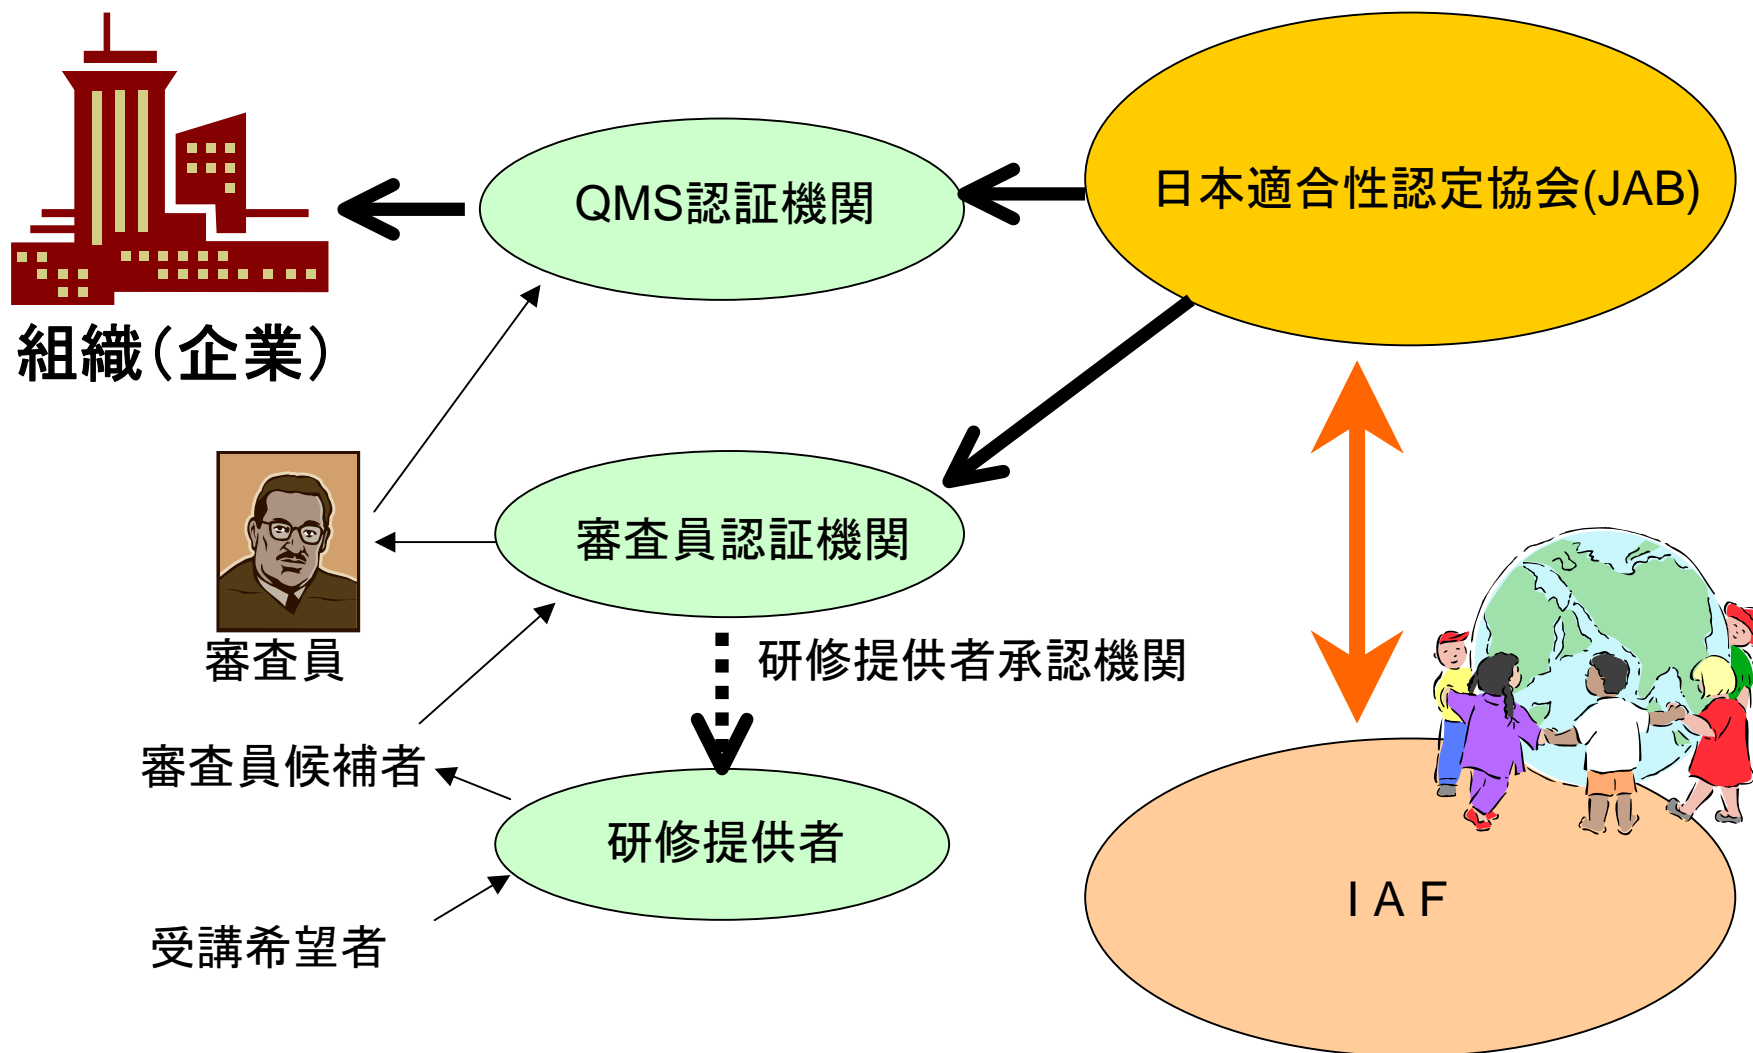 日本適合性認定協会(JAB)
QMS認証機関
組織(企業)
審査員認証機関
審査員
研修提供者承認機関
審査員候補者
研修提供者
ＩＡＦ
受講希望者